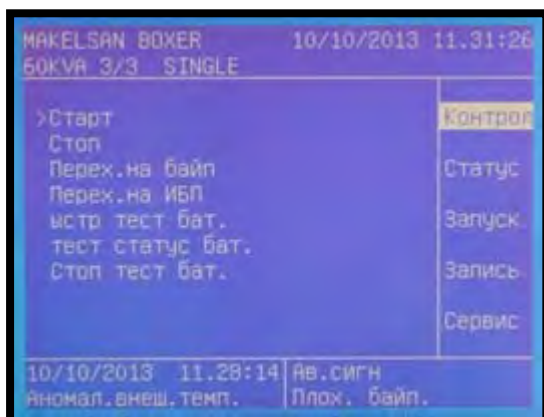 MAKELSAN BOXER 10/10/2013 11.31:26
60KVA 3/3 SINGLE
>Старт
Стоп
Перех.на байп
Перех.на ИБП
ыстр тест бат.
тест статус бат.
Стоп тест бат.
Контрол
Статус
Запуск.
Запись
Сервис
10/10/2013 11.28:14
Аномал.внеш.темп.
Ав.сигн
Плох. байп.